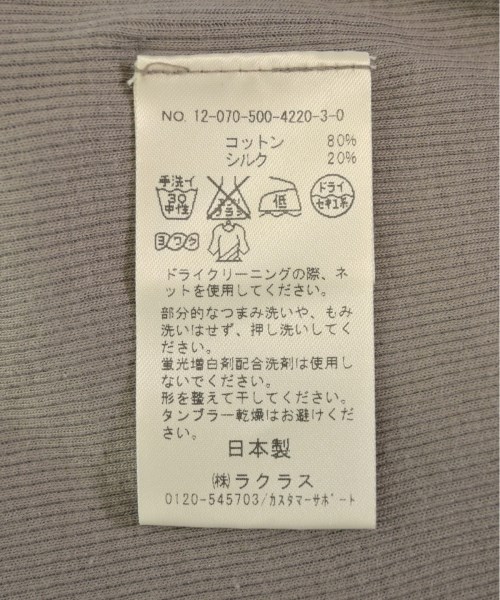 NO. 12-070-500-4220-3-0
コットン 80%
シルク 20%
手洗イ
30
中性
エンソ
サラシ
低
ドライ
セキユ系
ヨワク
ドライクリーニングの際、ネ
ットを使用してください。
部分的なつまみ洗いや、もみ
洗いはせず、押し洗いしてく
ださい。
蛍光増白剤配合洗剤は使用し
ないでください。
形を整えて干してください。
タンブラー乾燥はお避けくだ
さい。
日本製
㈱ラクラス
0120-545703/カスタマーサポート